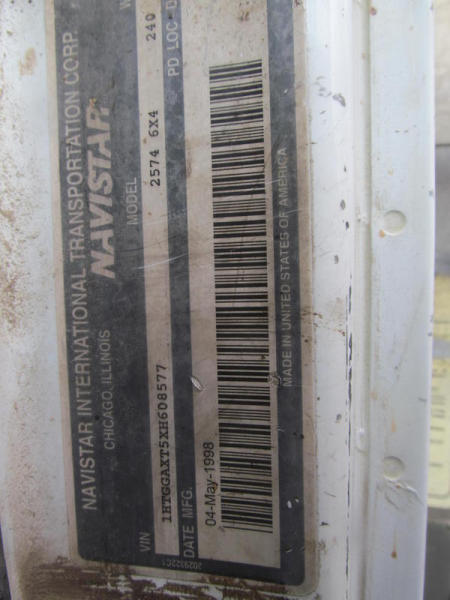 NAVISTAR INTERNATIONAL TRANSPORTATION CORP.
CHICAGO, ILLINOIS
NAVISTAR
VIN
MODEL
W
1HTGGAXT5XH608577
2574 6X4
240
DATE MFG.
PD LOC
04-May-1998
MADE IN UNITED STATES OF AMERICA
2029322C1